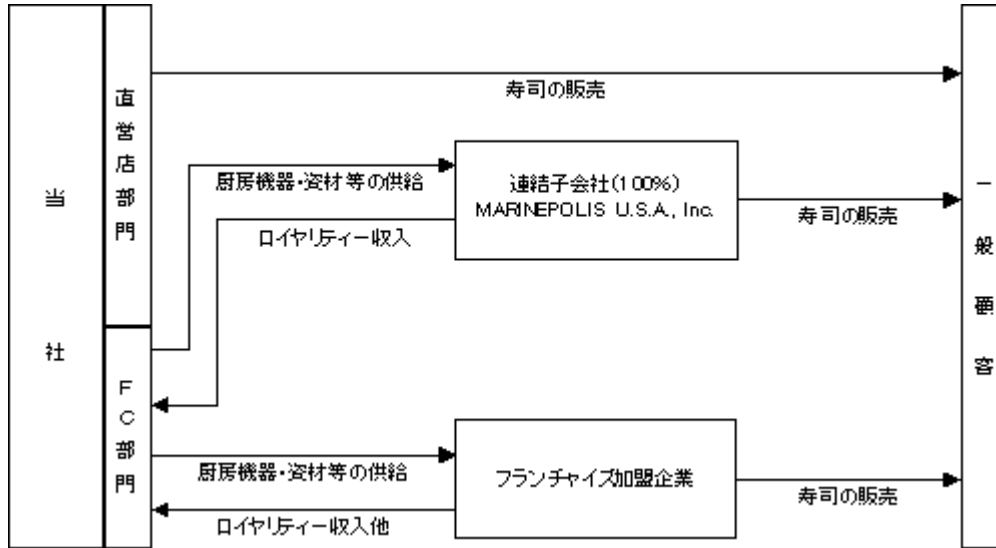 当社
直営店部門
FC部門
寿司の販売
厨房機器・資材等の供給
ロイヤリティー収入
連結子会社(100%)
MARINEPOLIS U.S.A., Inc.
寿司の販売
厨房機器・資材等の供給
ロイヤリティー収入他
フランチャイズ加盟企業
寿司の販売
一般顧客